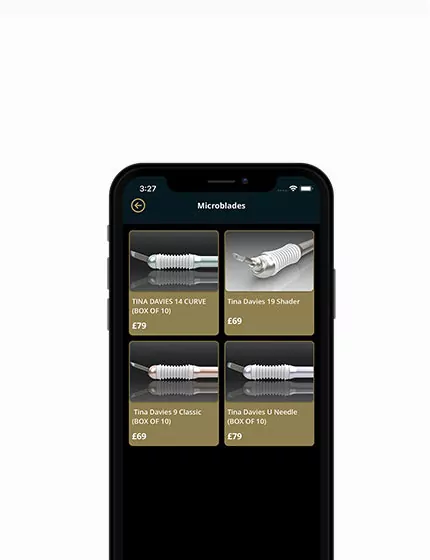 3:27
Microblades
TINA DAVIES 14 CURVE
(BOX OF 10)
£79
Tina Davies 19 Shader
£69
Tina Davies 9 Classic
(BOX OF 10)
£69
Tina Davies U Needle
(BOX OF 10)
£79